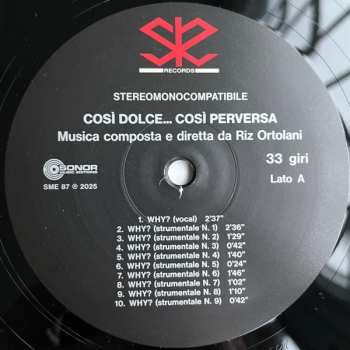 RECORDS
STEREOMONOCOMPATIBILE
COSÌ DOLCE... COSÌ PERVERSA
Musica composta e diretta da Riz Ortolani
33 giri
SONOR
MUSIC EDITIONS
Lato A
SME 87 ℗ 2025
1. WHY? (vocal) 2'37"
2. WHY? (strumentale N. 1) 2'36"
3. WHY? (strumentale N. 2) 1'29"
4. WHY? (strumentale N. 3) 0'42"
5. WHY? (strumentale N. 4) 1'40"
6. WHY? (strumentale N. 5) 0'24"
7. WHY? (strumentale N. 6) 1'46"
8. WHY? (strumentale N. 7) 1'02"
9. WHY? (strumentale N. 8) 1'10"
10. WHY? (strumentale N. 9) 0'42"